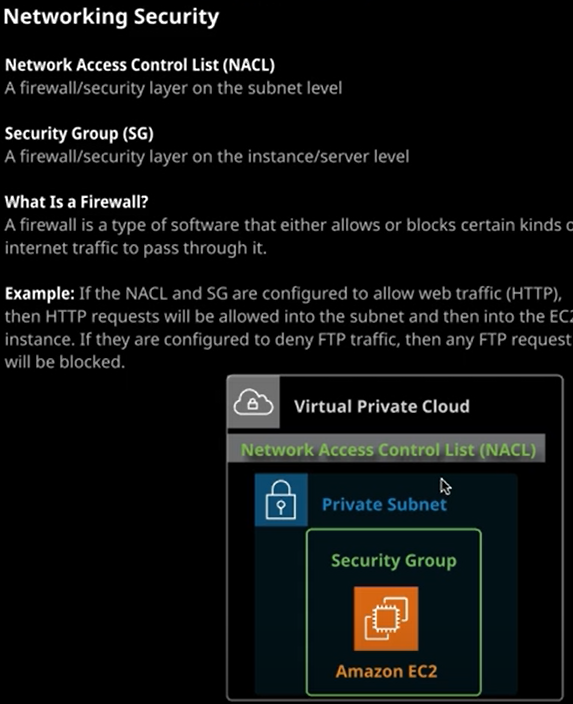 Networking Security
Network Access Control List (NACL)
A firewall/security layer on the subnet level
Security Group (SG)
A firewall/security layer on the instance/server level
What Is a Firewall?
A firewall is a type of software that either allows or blocks certain kinds
internet traffic to pass through it.
Example: If the NACL and SG are configured to allow web traffic (HTTP),
then HTTP requests will be allowed into the subnet and then into the
instance. If they are configured to deny FTP traffic, then any FTP request
will be blocked.
Virtual Private Cloud
Network Access Control List (NACL)
Private Subnet
Security Group
Amazon EC2